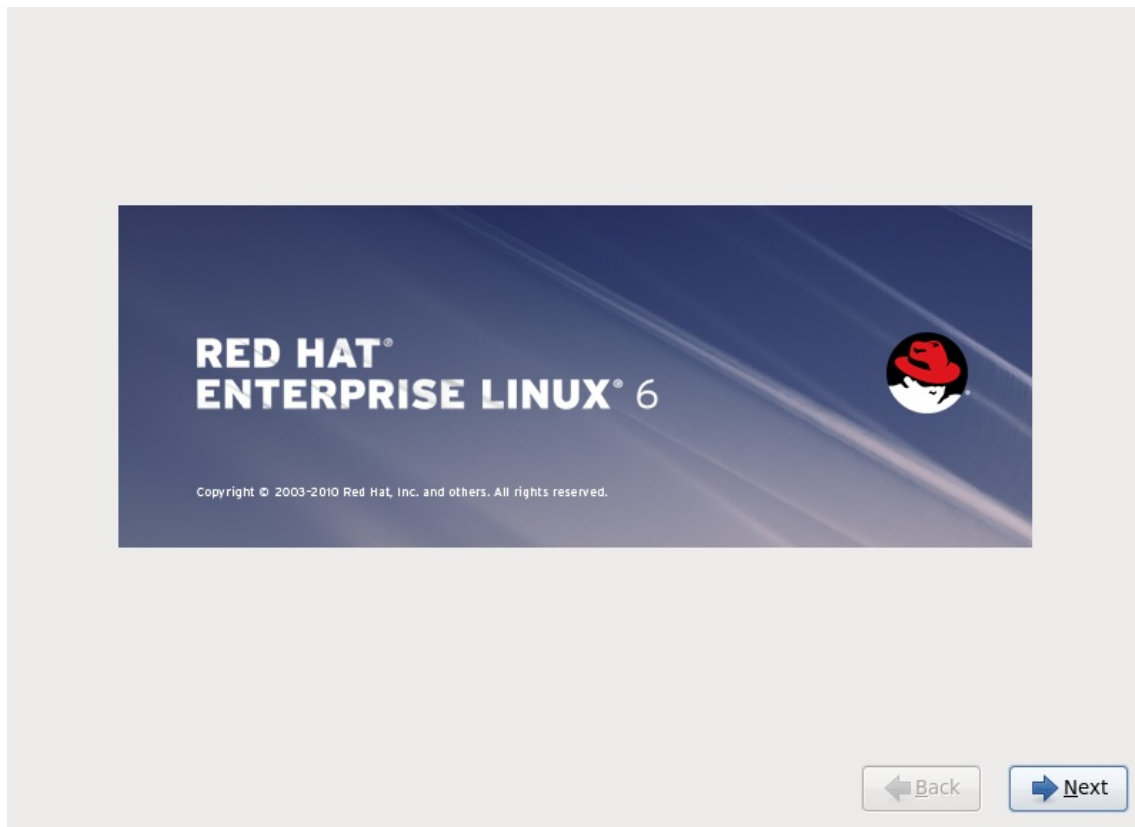 RED HAT®
ENTERPRISE LINUX® 6
Copyright © 2003-2010 Red Hat, Inc. and others. All rights reserved.
Back
Next